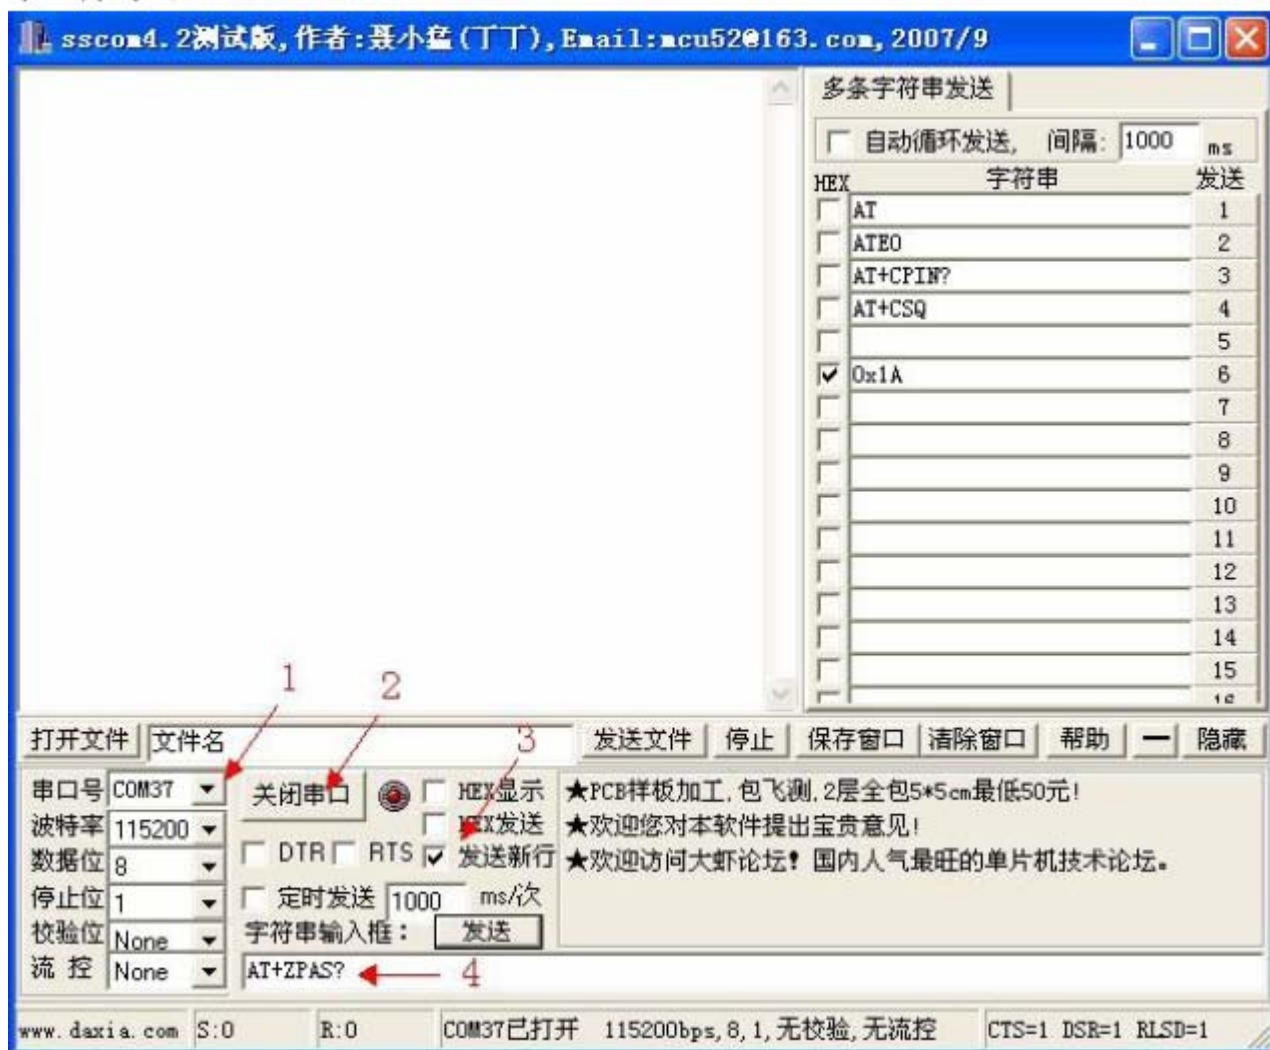 sscom4.2测试版,作者:聂小猛(丁丁),Email:mcu52@163.com,2007/9
多条字符串发送
自动循环发送, 间隔: 1000 ms
HEX 字符串 发送
AT 1
ATE0 2
AT+CPIN? 3
AT+CSQ 4
5
0x1A 6
7
8
9
10
11
12
13
14
15
16
1 2 3
打开文件 文件名 发送文件 停止 保存窗口 清除窗口 帮助 一 隐藏
串口号 COM37 关闭串口 HEX显示 ★PCB样板加工,包飞测,2层全包5*5cm最低50元!
波特率 115200 HEX发送 ★欢迎您对本软件提出宝贵意见!
数据位 8 DTR RTS 发送新行 ★欢迎访问大虾论坛! 国内人气最旺的单片机技术论坛。
停止位 1 定时发送 1000 ms/次
校验位 None 字符串输入框: 发送
流 控 None AT+ZPAS? 4
www.daxia.com S:0 R:0 COM37已打开 115200bps,8,1,无校验,无流控 CTS=1 DSR=1 RLSD=1